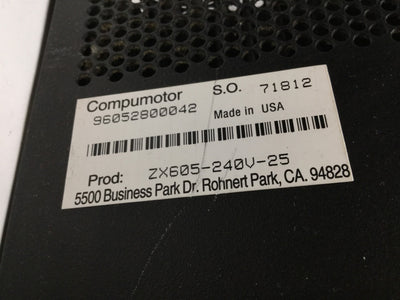 Compumotor S.O. 71812
96052800042 Made in USA
Prod: ZX605-240V-25
5500 Business Park Dr. Rohnert Park, CA. 94828